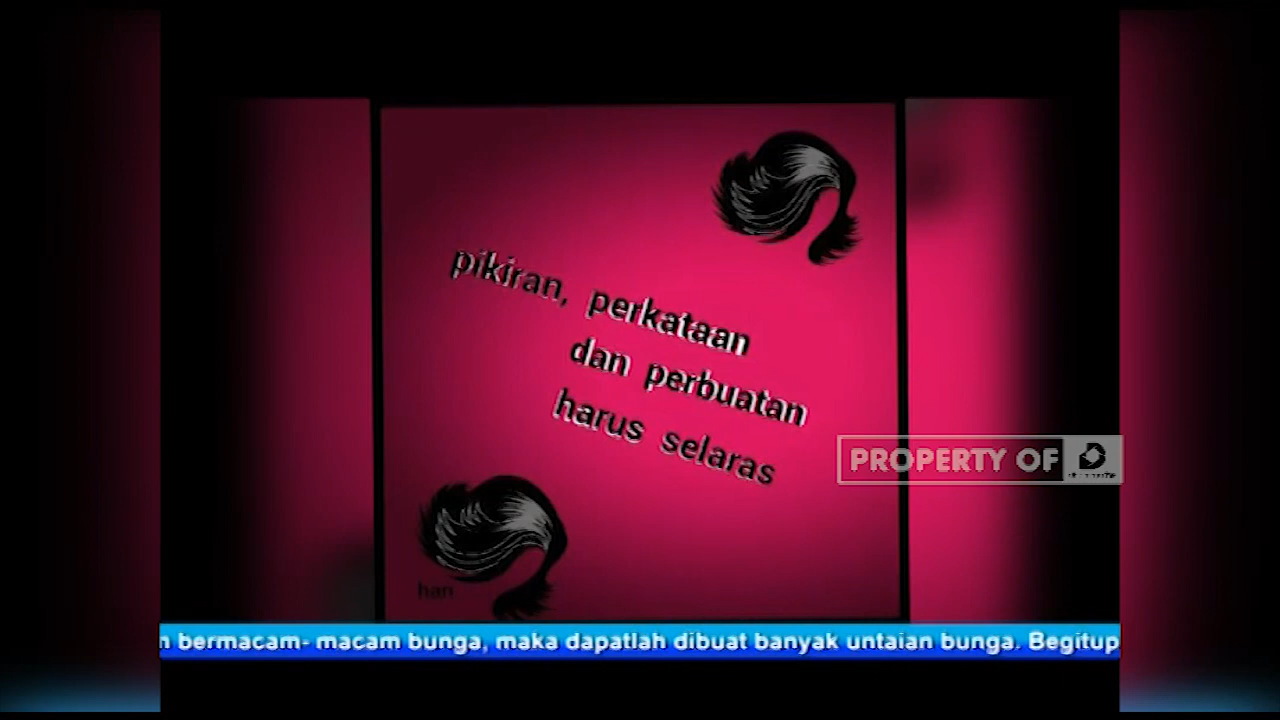 pikiran, perkataan
dan perbuatan
harus selaras
PROPERTY OF
han
bermacam- macam bunga, maka dapatlah dibuat banyak untaian bunga. Begitup